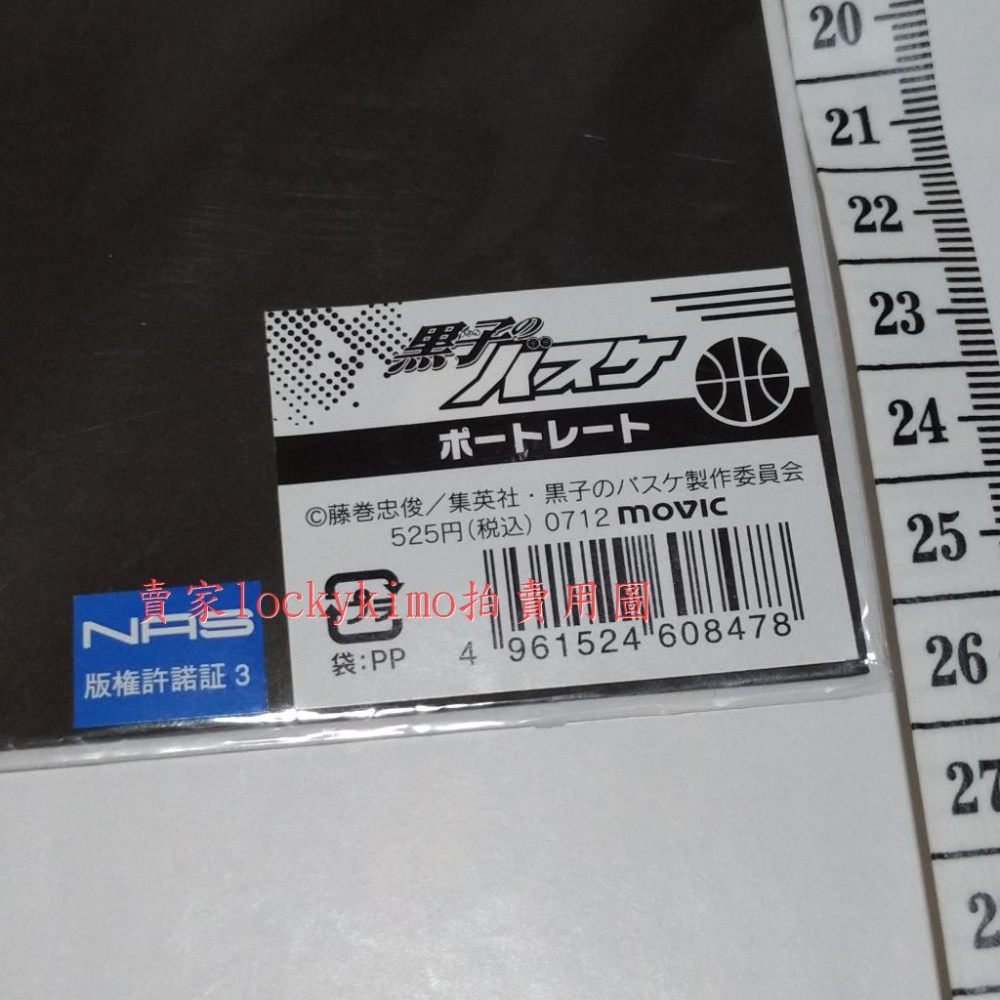 20
21
22
23
24
25
26
27
黒子の
バスケ
ポートレート
©藤巻忠俊／集英社・黒子のバスケ製作委員会
525円(税込) 0712 movic
賣家lockykimo拍賣用圖
NAS
版権許諾証 3
プラ
袋:PP
4 961524 608478